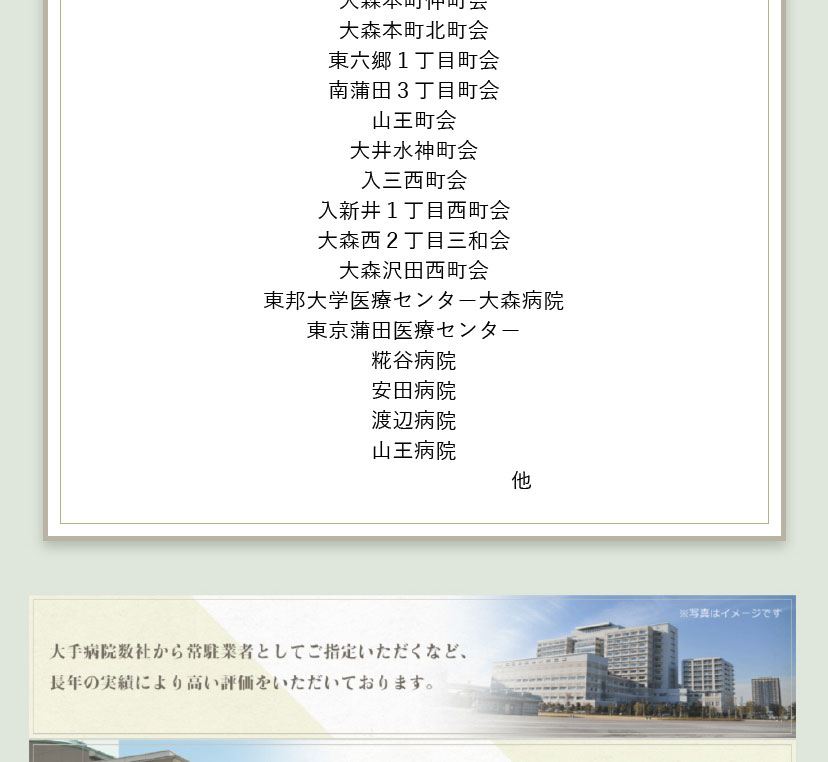 大森本町仲町会
大森本町北町会
東六郷１丁目町会
南蒲田３丁目町会
山王町会
大井水神町会
入三西町会
入新井１丁目西町会
大森西２丁目三和会
大森沢田西町会
東邦大学医療センター大森病院
東京蒲田医療センター
糀谷病院
安田病院
渡辺病院
山王病院
他
※写真はイメージです
大手病院数社から常駐業者としてご指定いただくなど、
長年の実績により高い評価をいただいております。